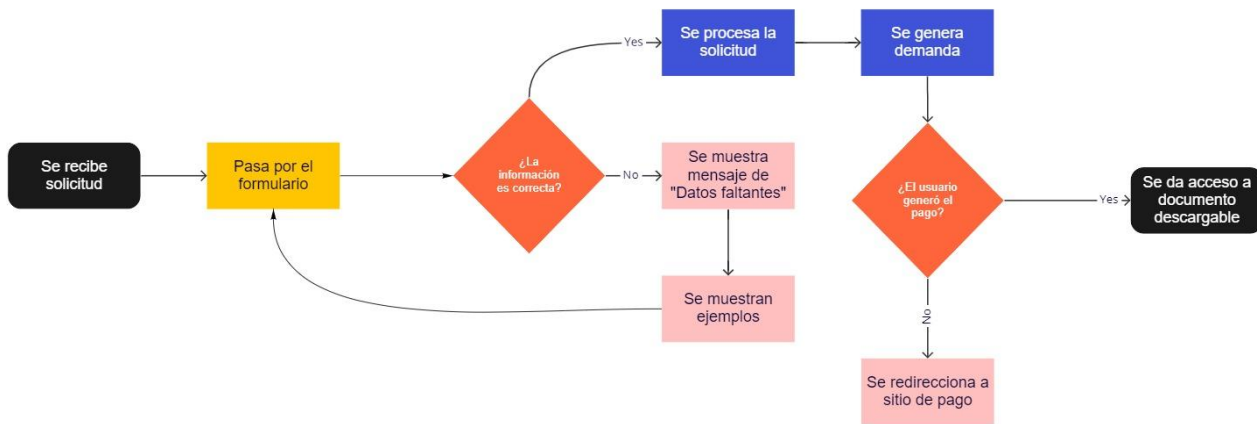 Se recibe
solicitud
Pasa por el
formulario
¿La
información
es correcta?
Yes
Se procesa la
solicitud
Se genera
demanda
No
Se muestra
mensaje de
"Datos faltantes"
Se muestran
ejemplos
¿El usuario
generó el
pago?
Yes
Se da acceso a
documento
descargable
No
Se redirecciona a
sitio de pago